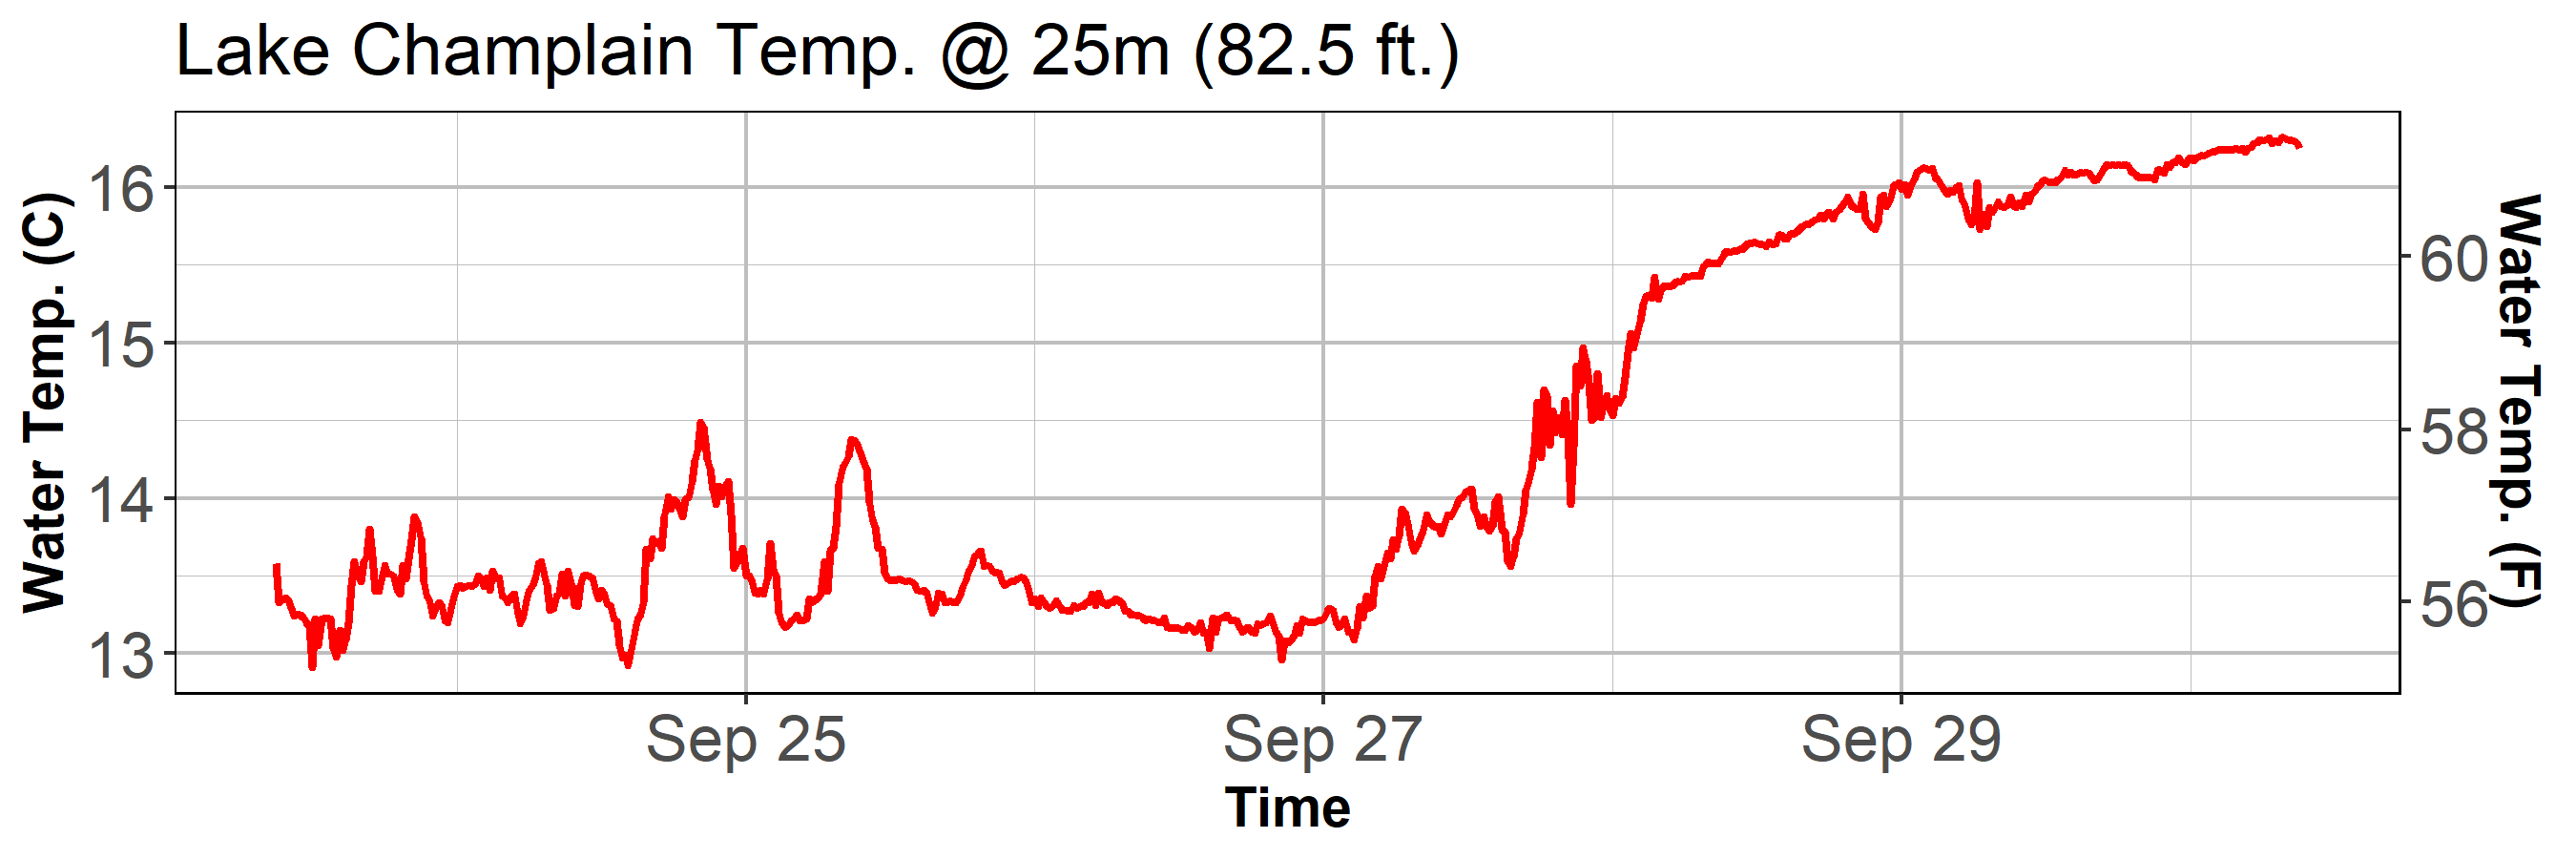 Lake Champlain Temp. @ 25m (82.5 ft.)
Water Temp. (C)
16
15
14
13
60
58
56
Water Temp. (F)
Sep 25
Sep 27
Sep 29
Time